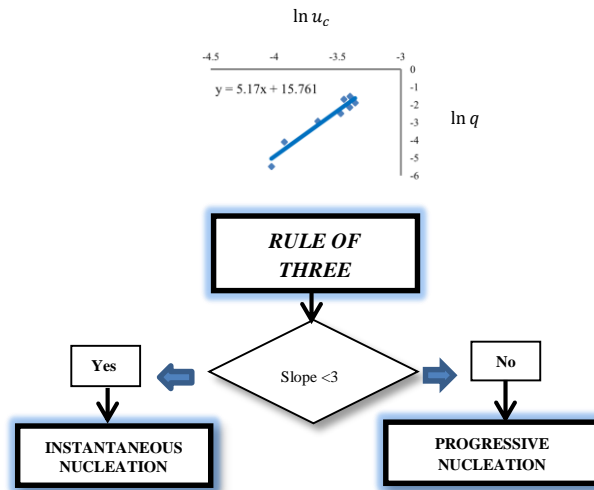 ln u_c
-4.5 -4 -3.5 -3
0
y = 5.17x + 15.761
-1
-2
ln q
-3
-4
-5
-6
RULE OF
THREE
Yes
Slope <3
No
INSTANTANEOUS
NUCLEATION
PROGRESSIVE
NUCLEATION